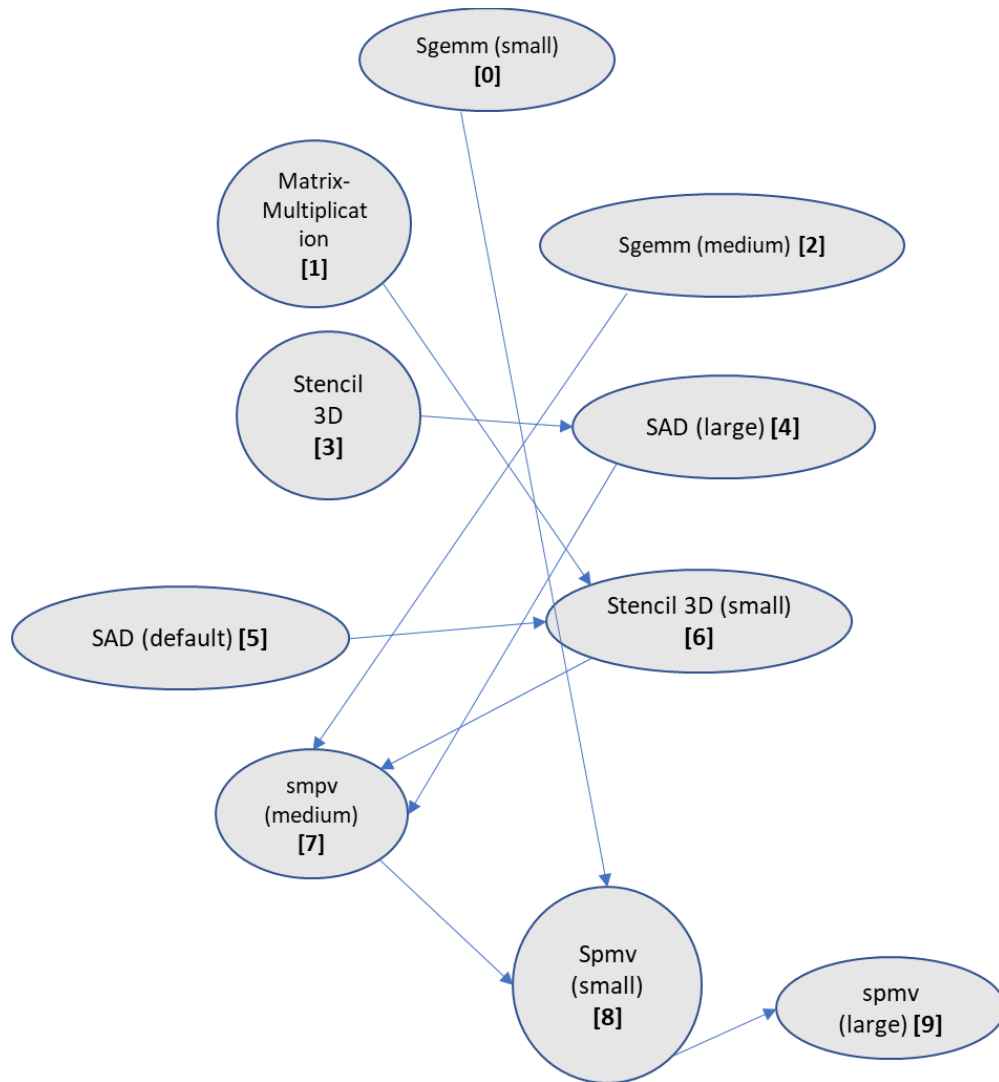 Sgemm (small)
[0]
Matrix-
Multiplicat
ion
[1]
Sgemm (medium) [2]
Stencil
3D
[3]
SAD (large) [4]
SAD (default) [5]
Stencil 3D (small)
[6]
smpv
(medium)
[7]
Spmv
(small)
[8]
spmv
(large) [9]